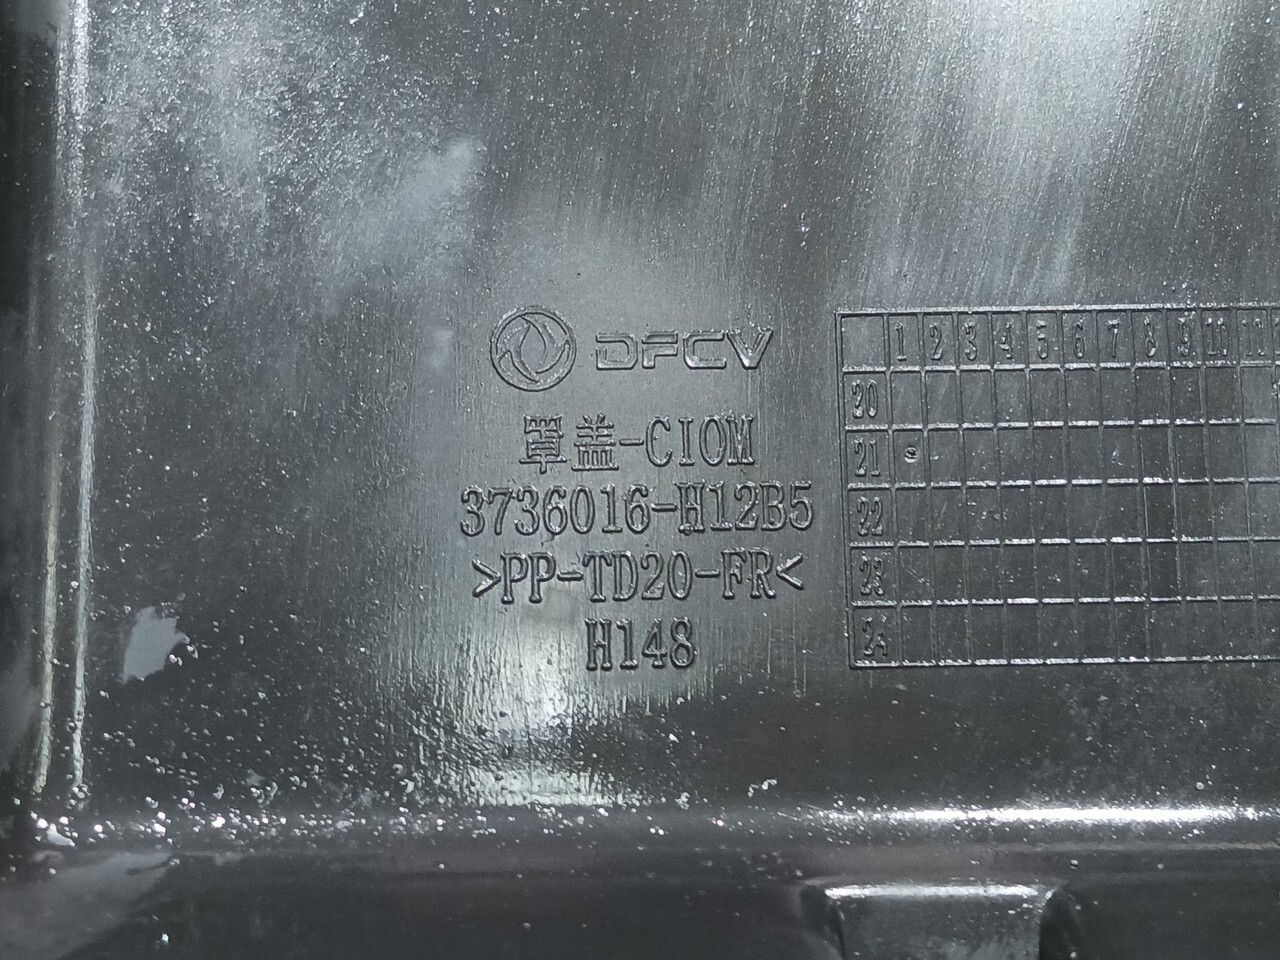 DFCV
罩盖-CIOM
3736016-H12B5
>PP-TD20-FR<
H148
1 2 3 4 5 6 7 8 9 10 11
20
21
22
23
24